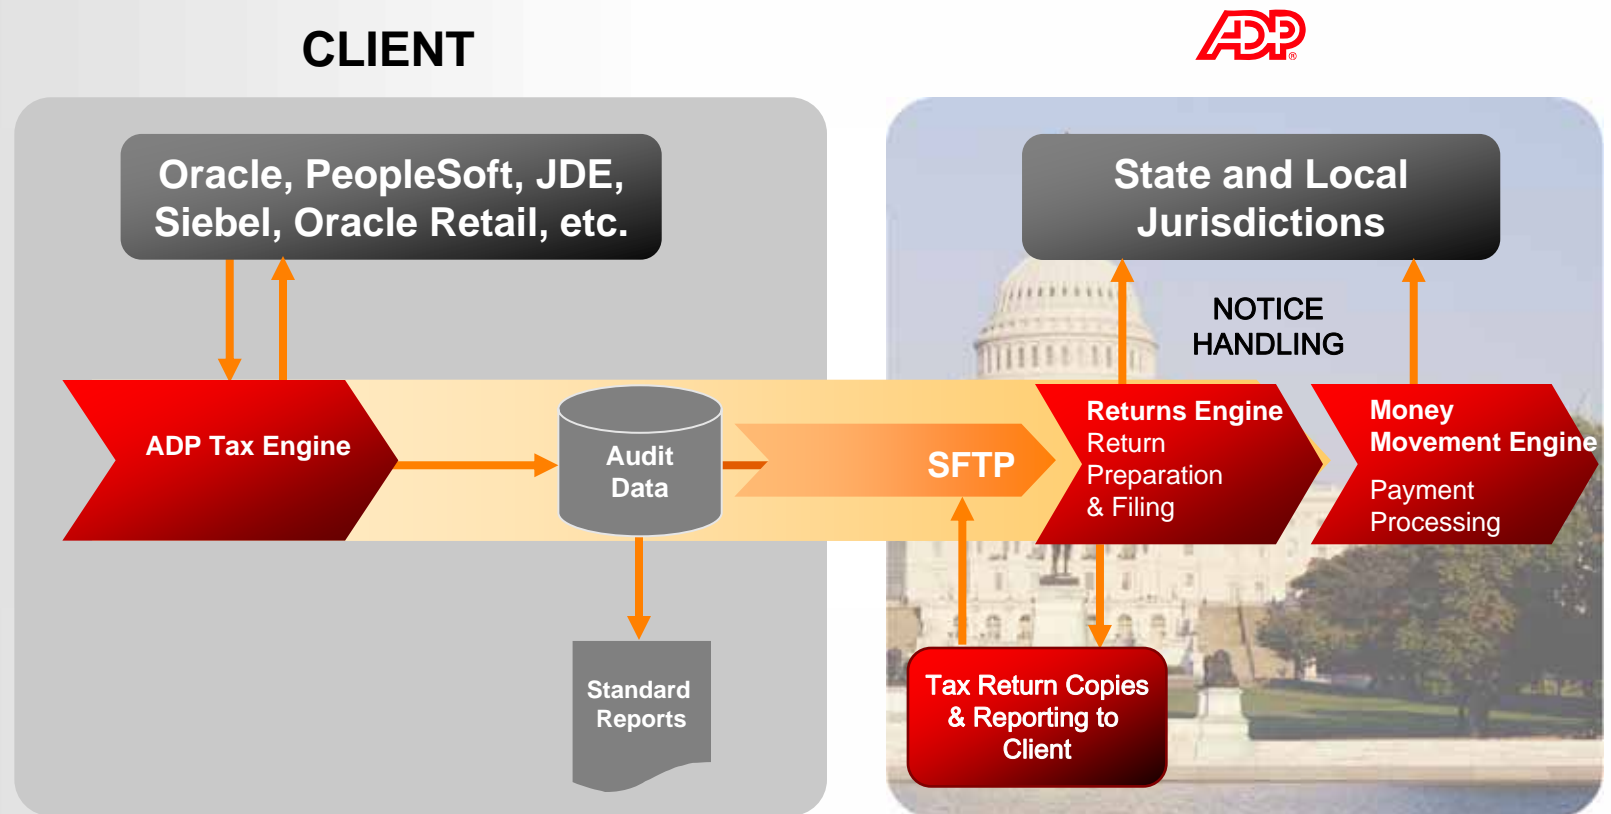 CLIENT
ADP®
Oracle, PeopleSoft, JDE,
Siebel, Oracle Retail, etc.
State and Local
Jurisdictions
NOTICE
HANDLING
ADP Tax Engine
Audit
Data
SFTP
Returns Engine
Return
Preparation
& Filing
Money
Movement Engine
Payment
Processing
Standard
Reports
Tax Return Copies
& Reporting to
Client